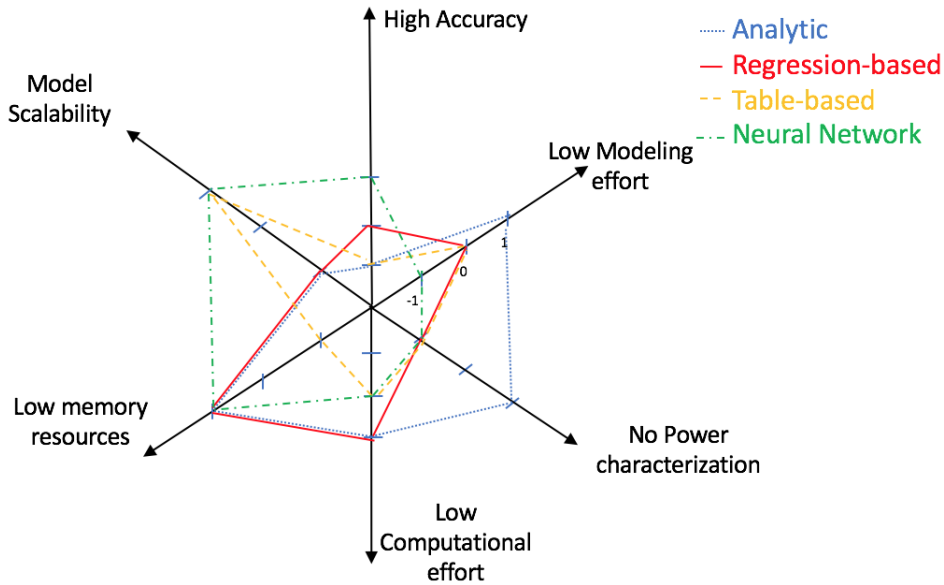 High Accuracy
Analytic
Regression-based
Table-based
Neural Network
Model
Scalability
Low Modeling
effort
1
0
-1
Low memory
resources
No Power
characterization
Low
Computational
effort